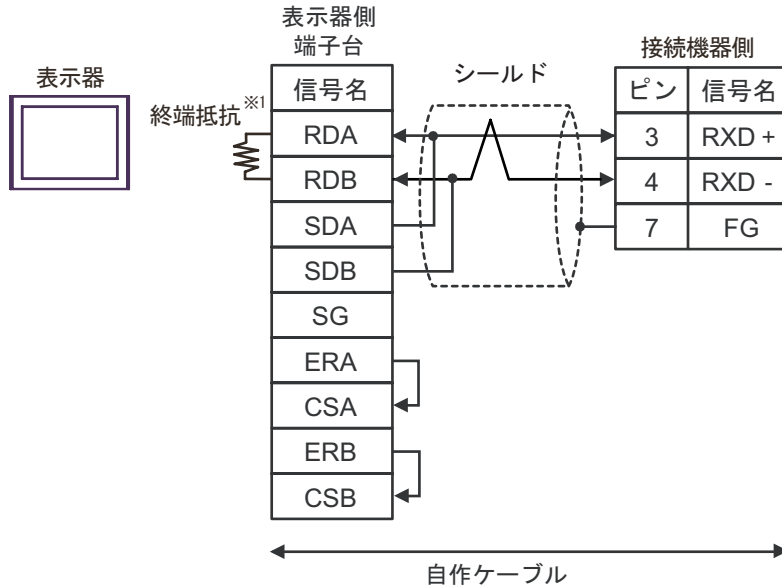 表示器側
端子台
接続機器側
表示器
シールド
終端抵抗※1
信号名
RDA
RDB
SDA
SDB
SG
ERA
CSA
ERB
CSB
ピン 信号名
3 RXD +
4 RXD -
7 FG
自作ケーブル